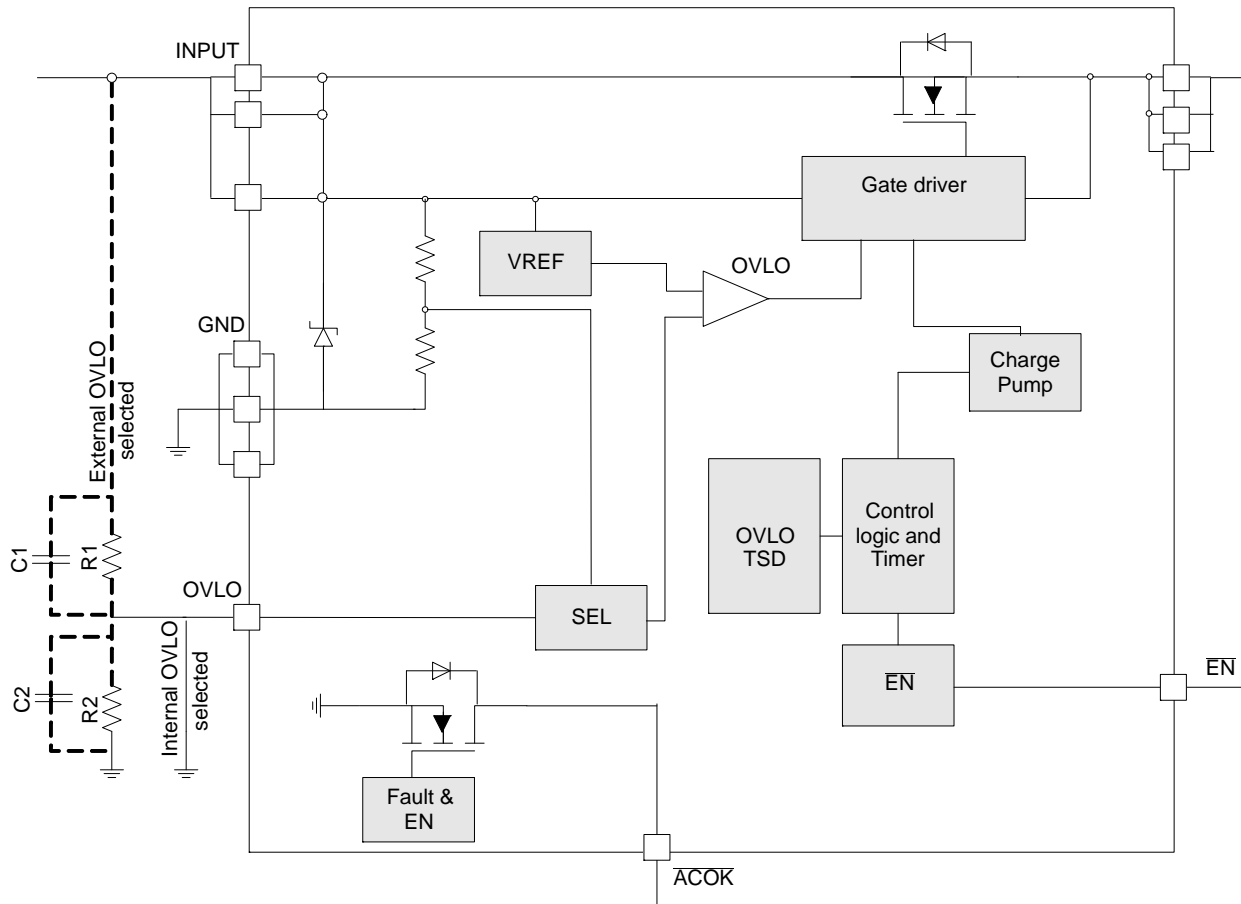 INPUT
Gate driver
VREF
OVLO
GND
Charge
Pump
External OVLO
selected
C1
R1
OVLO
TSD
Control
logic and
Timer
OVLO
SEL
C2
R2
Internal OVLO
selected
EN
EN
Fault &
EN
ACOK